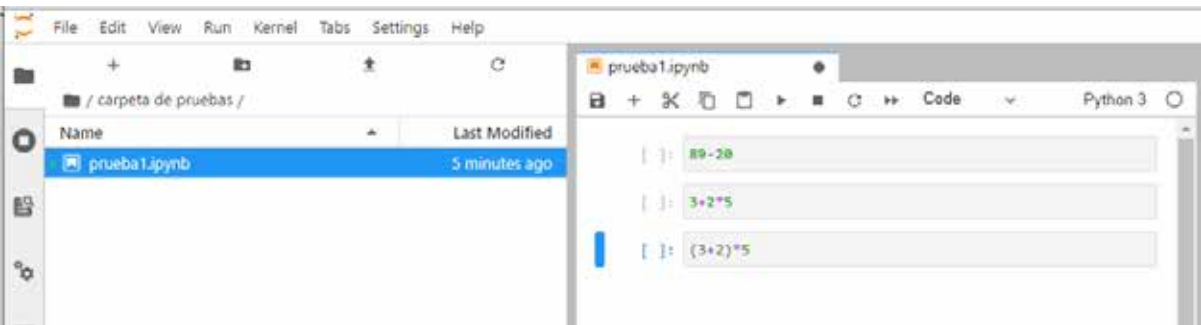 File Edit View Run Kernel Tabs Settings Help
/ carpeta de pruebas /
Name Last Modified
prueba1.ipynb 5 minutes ago
prueba1.ipynb
Code Python 3
[ ]: 89-20
[ ]: 3+2*5
[ ]: (3+2)*5